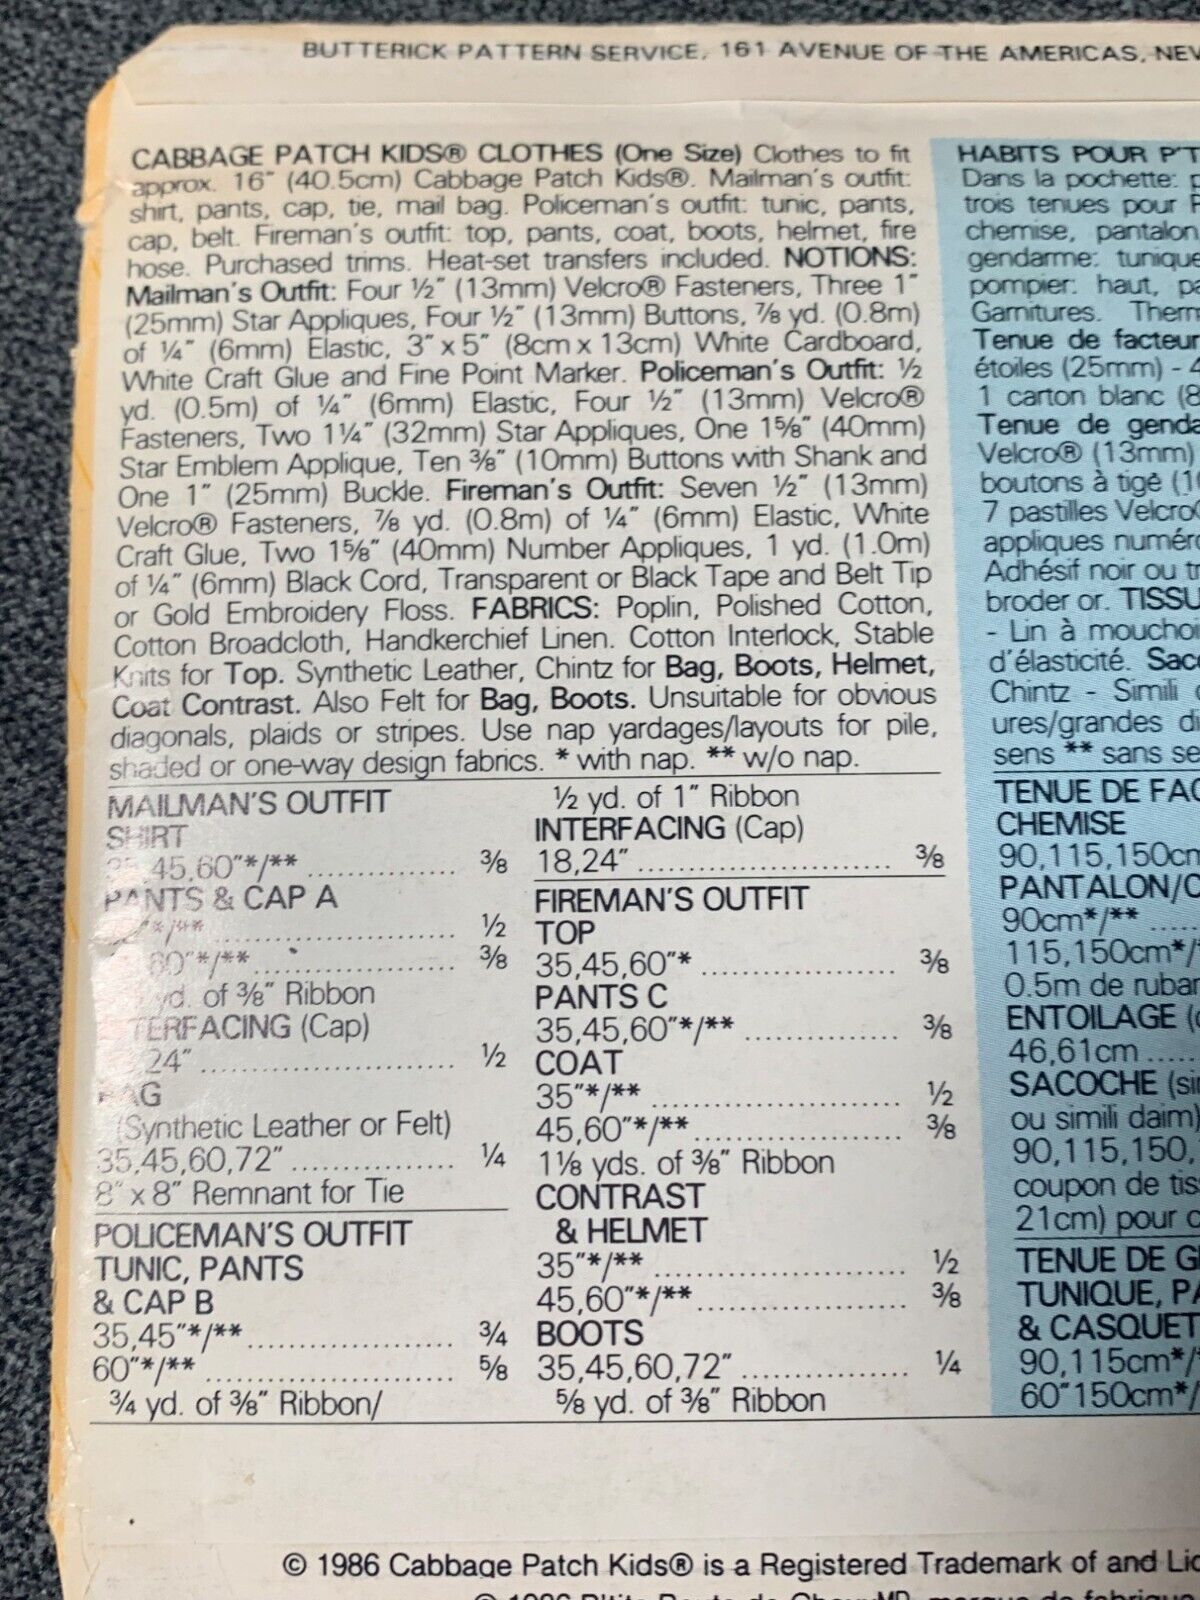 BUTTERICK PATTERN SERVICE, 161 AVENUE OF THE AMERICAS, NEW
CABBAGE PATCH KIDS® CLOTHES (One Size) Clothes to fit
approx. 16" (40.5cm) Cabbage Patch Kids®. Mailman's outfit:
shirt, pants, cap, tie, mail bag. Policeman's outfit: tunic, pants,
cap, belt. Fireman's outfit: top, pants, coat, boots, helmet, fire
hose. Purchased trims. Heat-set transfers included. NOTIONS:
Mailman's Outfit: Four ½" (13mm) Velcro® Fasteners, Three 1"
(25mm) Star Appliques, Four ½" (13mm) Buttons, ⅞ yd. (0.8m)
of ¼" (6mm) Elastic, 3" x 5" (8cm x 13cm) White Cardboard,
White Craft Glue and Fine Point Marker. Policeman's Outfit: ½
yd. (0.5m) of ¼" (6mm) Elastic, Four ½" (13mm) Velcro®
Fasteners, Two 1¼" (32mm) Star Appliques, One 1⅝" (40mm)
Star Emblem Applique, Ten ⅜" (10mm) Buttons with Shank and
One 1" (25mm) Buckle. Fireman's Outfit: Seven ½" (13mm)
Velcro® Fasteners, ⅞ yd. (0.8m) of ¼" (6mm) Elastic, White
Craft Glue, Two 1⅝" (40mm) Number Appliques, 1 yd. (1.0m)
of ¼" (6mm) Black Cord, Transparent or Black Tape and Belt Tip
or Gold Embroidery Floss. FABRICS: Poplin, Polished Cotton,
Cotton Broadcloth, Handkerchief Linen. Cotton Interlock, Stable
Knits for Top. Synthetic Leather, Chintz for Bag, Boots, Helmet,
Coat Contrast. Also Felt for Bag, Boots. Unsuitable for obvious
diagonals, plaids or stripes. Use nap yardages/layouts for pile,
shaded or one-way design fabrics. * with nap. ** w/o nap.
MAILMAN'S OUTFIT
SHIRT
35,45,60"*/** ............... ⅜
PANTS & CAP A
"*/** ........................ ½
60"*/** .................... ⅜
yd. of ⅜" Ribbon
TERFACING (Cap)
24" ......................... ½
BAG
(Synthetic Leather or Felt)
35,45,60,72" ................ ¼
8" x 8" Remnant for Tie
POLICEMAN'S OUTFIT
TUNIC, PANTS
& CAP B
35,45"*/** ..................... ¾
60"*/** ......................... ⅝
¾ yd. of ⅜" Ribbon/
½ yd. of 1" Ribbon
INTERFACING (Cap)
18,24" ......................... ⅜
FIREMAN'S OUTFIT
TOP
35,45,60"* ................... ⅜
PANTS C
35,45,60"*/** ............... ⅜
COAT
35"*/** ......................... ½
45,60"*/** ..................... ⅜
1⅛ yds. of ⅜" Ribbon
CONTRAST
& HELMET
35"*/** ......................... ½
45,60"*/** ..................... ⅜
BOOTS
35,45,60,72" ................ ¼
⅝ yd. of ⅜" Ribbon
HABITS POUR P'T
Dans la pochette: p
trois tenues pour P
chemise, pantalon
gendarme: tunique
pompier: haut, pa
Garnitures. Therm
Tenue de facteur
étoiles (25mm) - 4
1 carton blanc (8
Tenue de genda
Velcro® (13mm)
boutons à tigé (10
7 pastilles Velcro®
appliques numéro
Adhésif noir ou tr
broder or. TISSU
- Lin à mouchoi
d'élasticité. Saco
Chintz - Simili
ures/grandes d
sens ** sans se
TENUE DE FAC
CHEMISE
90,115,150cm
PANTALON/C
90cm*/** .....
115,150cm*/*
0.5m de ruban
ENTOILAGE (c
46,61cm .....
SACOCHE (sim
ou simili daim)
90,115,150,
coupon de tiss
21cm) pour c
TENUE DE GE
TUNIQUE, PA
& CASQUET
90,115cm*/*
60"150cm*/
© 1986 Cabbage Patch Kids® is a Registered Trademark of and Lic